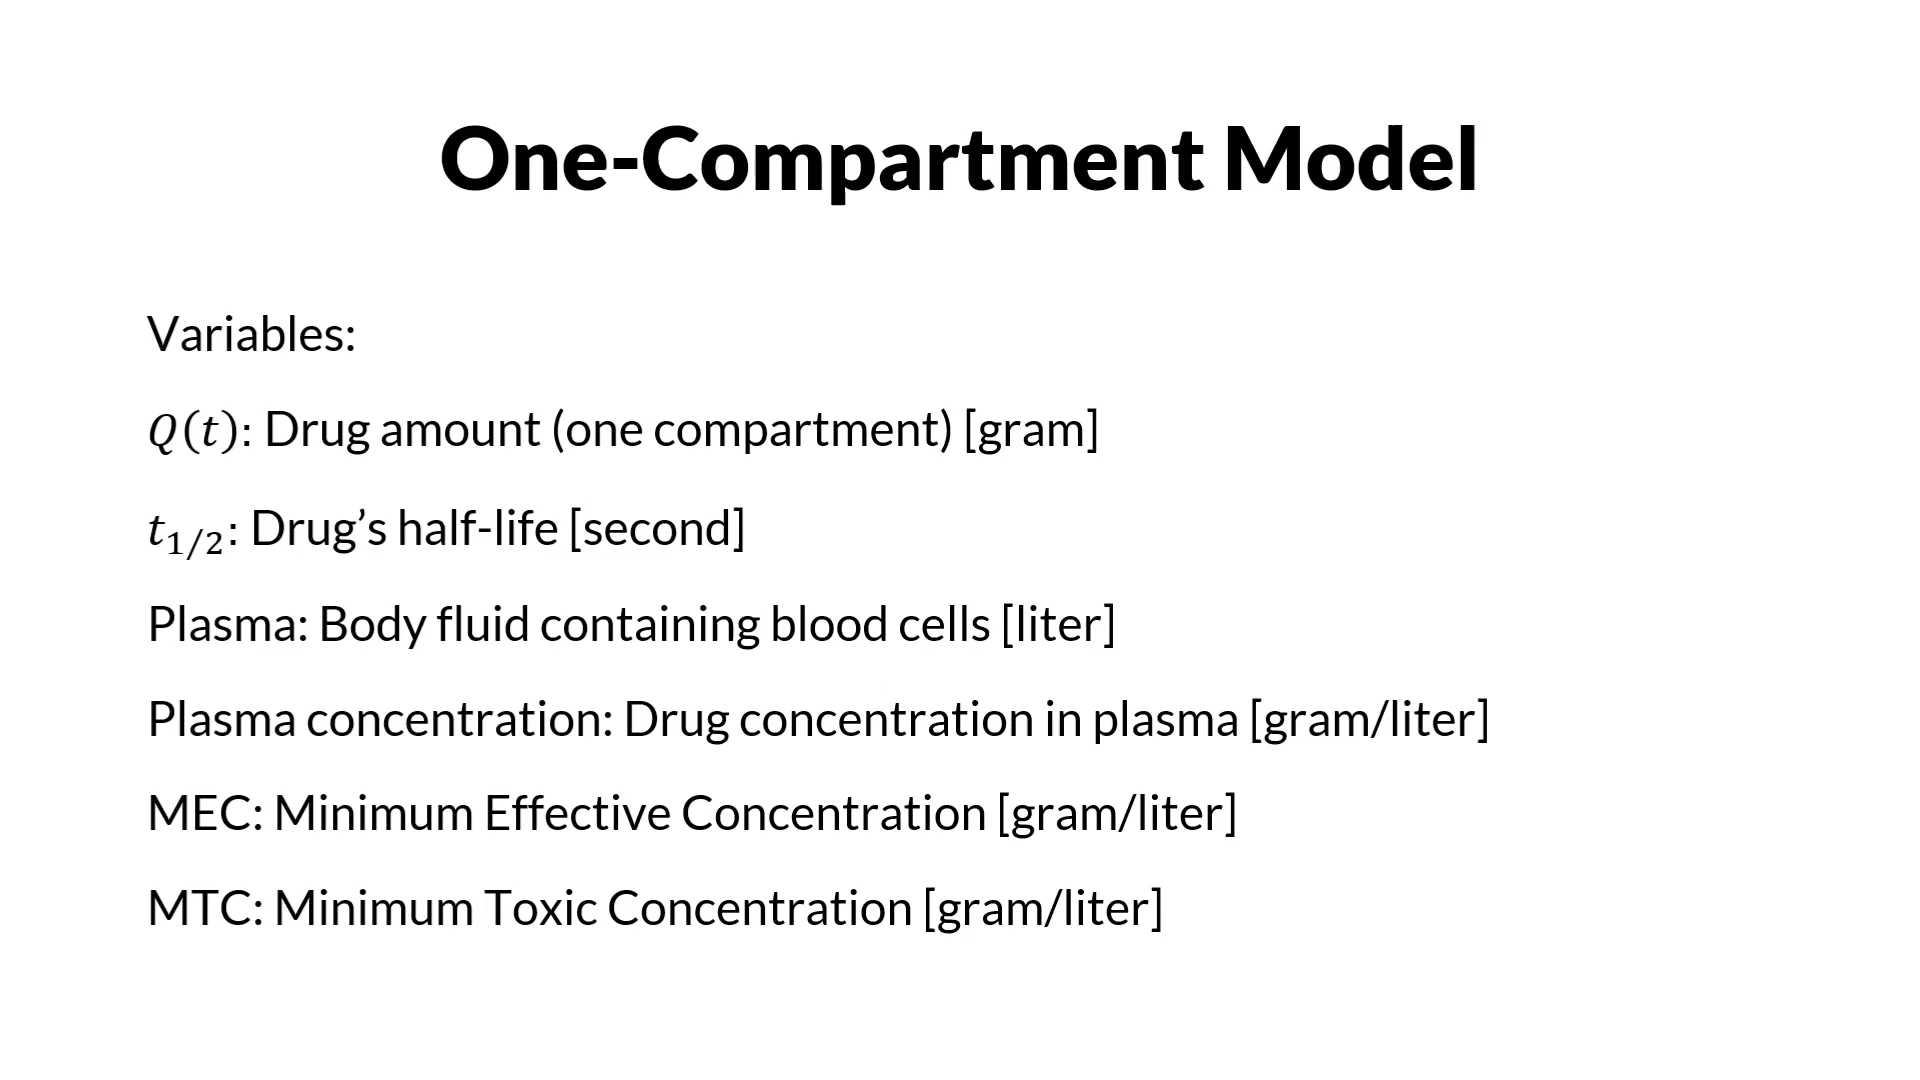 One-Compartment Model
Variables:
Q(t): Drug amount (one compartment) [gram]
t1/2: Drug’s half-life [second]
Plasma: Body fluid containing blood cells [liter]
Plasma concentration: Drug concentration in plasma [gram/liter]
MEC: Minimum Effective Concentration [gram/liter]
MTC: Minimum Toxic Concentration [gram/liter]